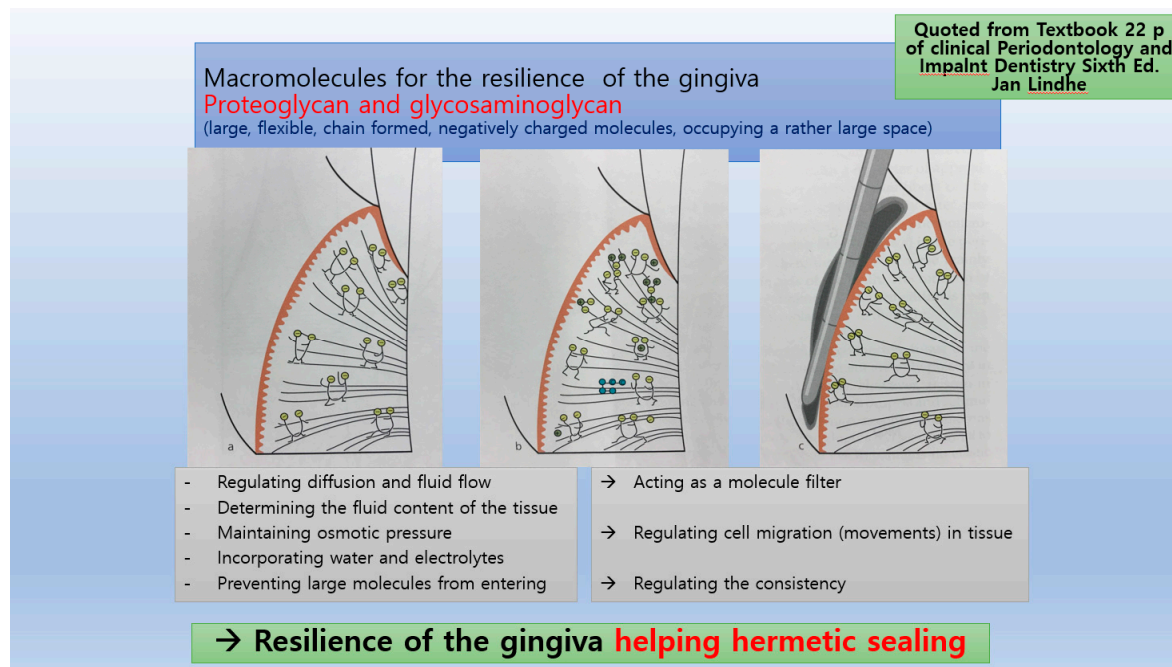 Quoted from Textbook 22 p
of clinical Periodontology and
Impalnt Dentistry Sixth Ed.
Jan Lindhe
Macromolecules for the resilience of the gingiva
Proteoglycan and glycosaminoglycan
(large, flexible, chain formed, negatively charged molecules, occupying a rather large space)
a
b
c
- Regulating diffusion and fluid flow
- Determining the fluid content of the tissue
- Maintaining osmotic pressure
- Incorporating water and electrolytes
- Preventing large molecules from entering
→ Acting as a molecule filter
→ Regulating cell migration (movements) in tissue
→ Regulating the consistency
→ Resilience of the gingiva helping hermetic sealing